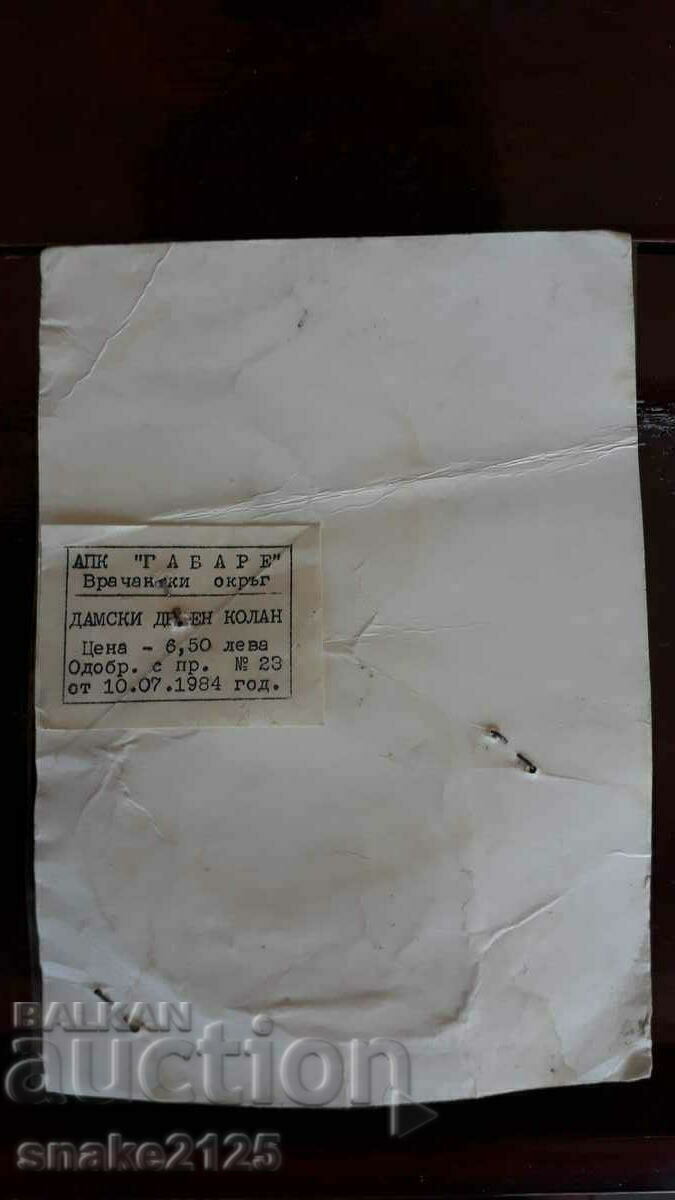 АПК "ГАБАРЕ"
Врачански окръг
ДАМСКИ КОЛАН
Цена - 6,50 лева
Одобр. с пр. № 23
от 10.07.1984 год.
BALKAN
auction
snake2125